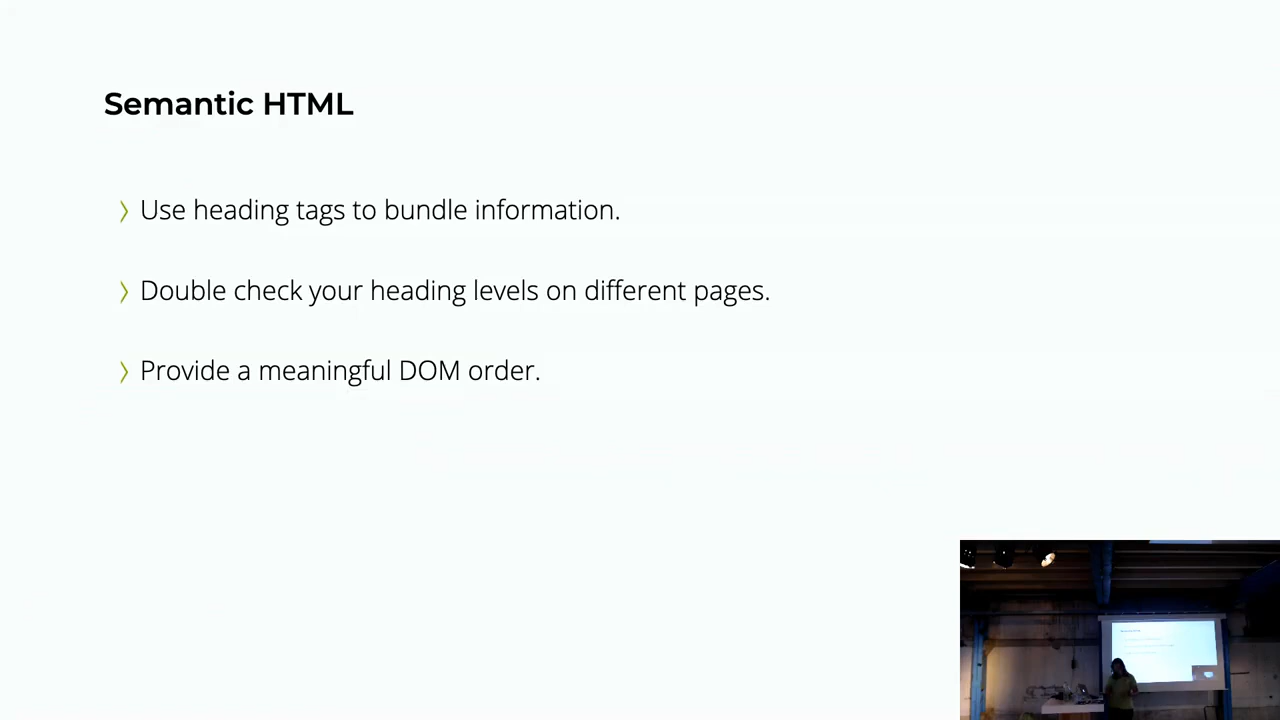 Semantic HTML
Use heading tags to bundle information.
Double check your heading levels on different pages.
Provide a meaningful DOM order.